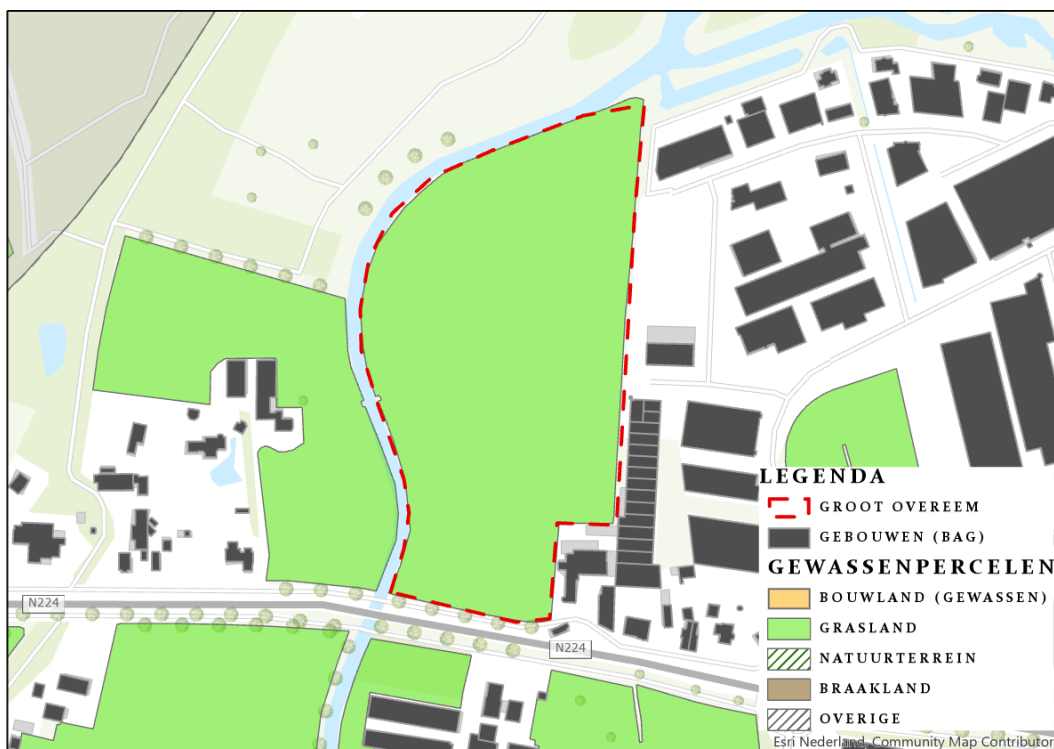 LEGENDA
GROOT OVEREEM
GEBOUWEN (BAG)
GEWASSENPERCELEN
BOUWLAND (GEWASSEN)
GRASLAND
N224
NATUURTERREIN
N224
BRAAKLAND
OVERIGE
Esri Nederland, Community Map Contributor